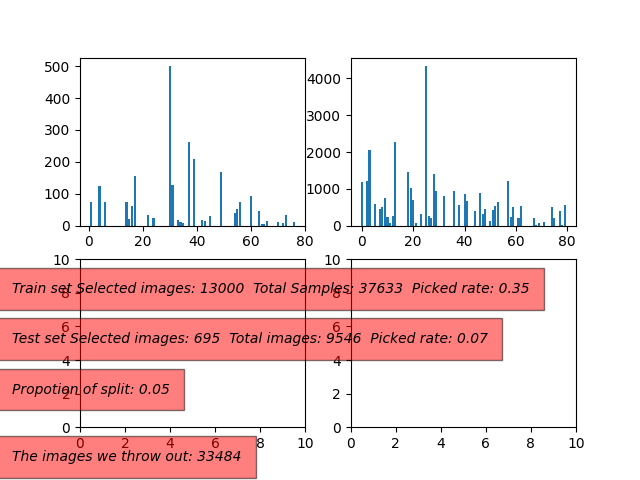 500
400
300
200
100
0
0 20 40 60 80
4000
3000
2000
1000
0
0 20 40 60 80
10
8
6
4
2
0
0 2 4 6 8 10
10
8
6
4
2
0
0 2 4 6 8 10
Train set Selected images: 13000 Total Samples: 37633 Picked rate: 0.35
Test set Selected images: 695 Total images: 9546 Picked rate: 0.07
Propotion of split: 0.05
The images we throw out: 33484